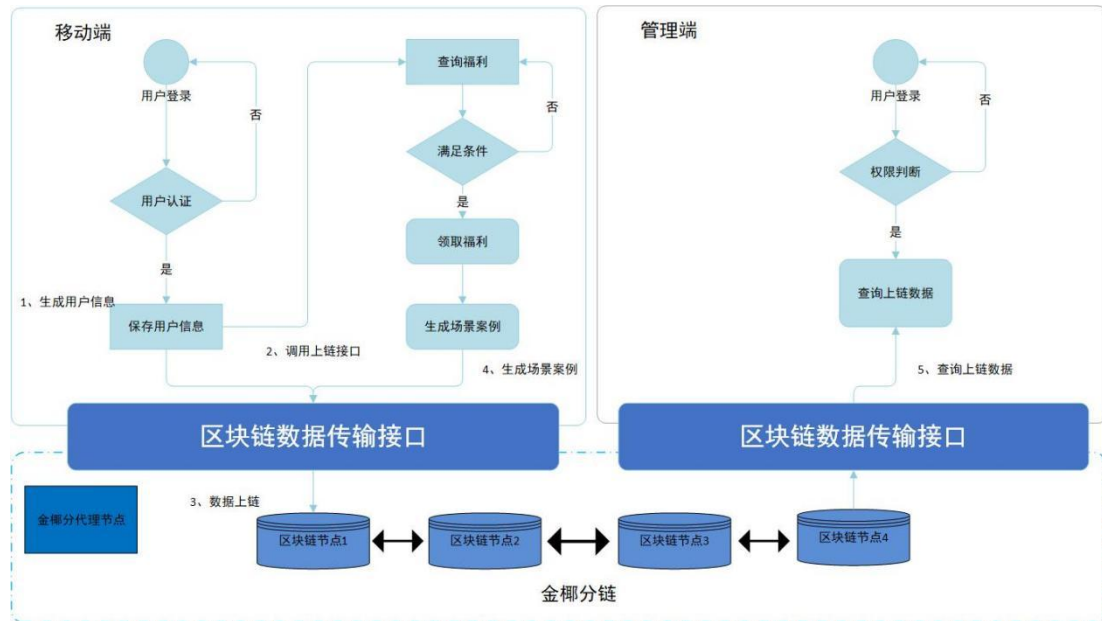 移动端
用户登录
否
用户认证
是
1、生成用户信息
保存用户信息
2、调用上链接口
查询福利
否
满足条件
是
领取福利
生成场景案例
4、生成场景案例
管理端
用户登录
否
权限判断
是
查询上链数据
5、查询上链数据
区块链数据传输接口
区块链数据传输接口
3、数据上链
金椰分代理节点
区块链节点1
区块链节点2
区块链节点3
区块链节点4
金椰分链